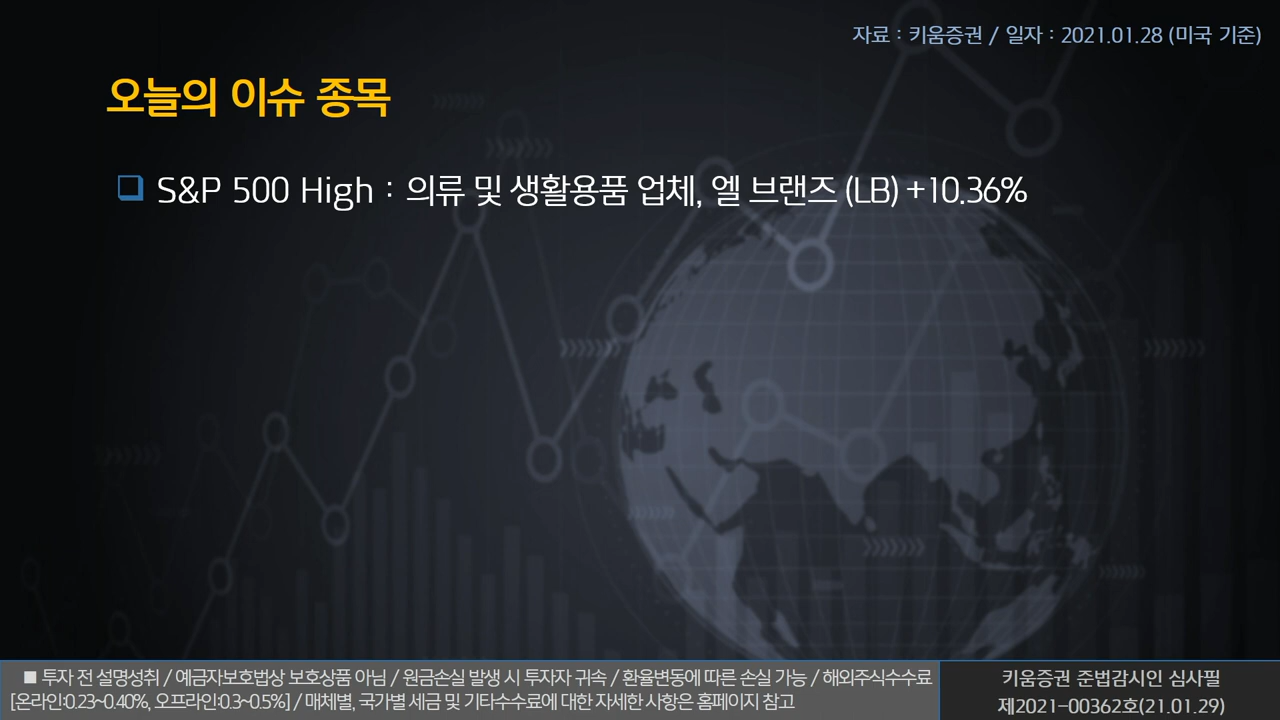 자료 : 키움증권 / 일자 : 2021.01.28 (미국 기준)
오늘의 이슈 종목
❑ S&P 500 High : 의류 및 생활용품 업체, 엘 브랜즈 (LB) +10.36%
■ 투자 전 설명성취 / 예금자보호법상 보호상품 아님 / 원금손실 발생 시 투자자 귀속 / 환율변동에 따른 손실 가능 / 해외주식수수료
[온라인:0.23~0.40%, 오프라인:0.3~0.5%] / 매체별, 국가별 세금 및 기타수수료에 대한 자세한 사항은 홈페이지 참고
키움증권 준법감시인 심사필
제2021-00362호(21.01.29)